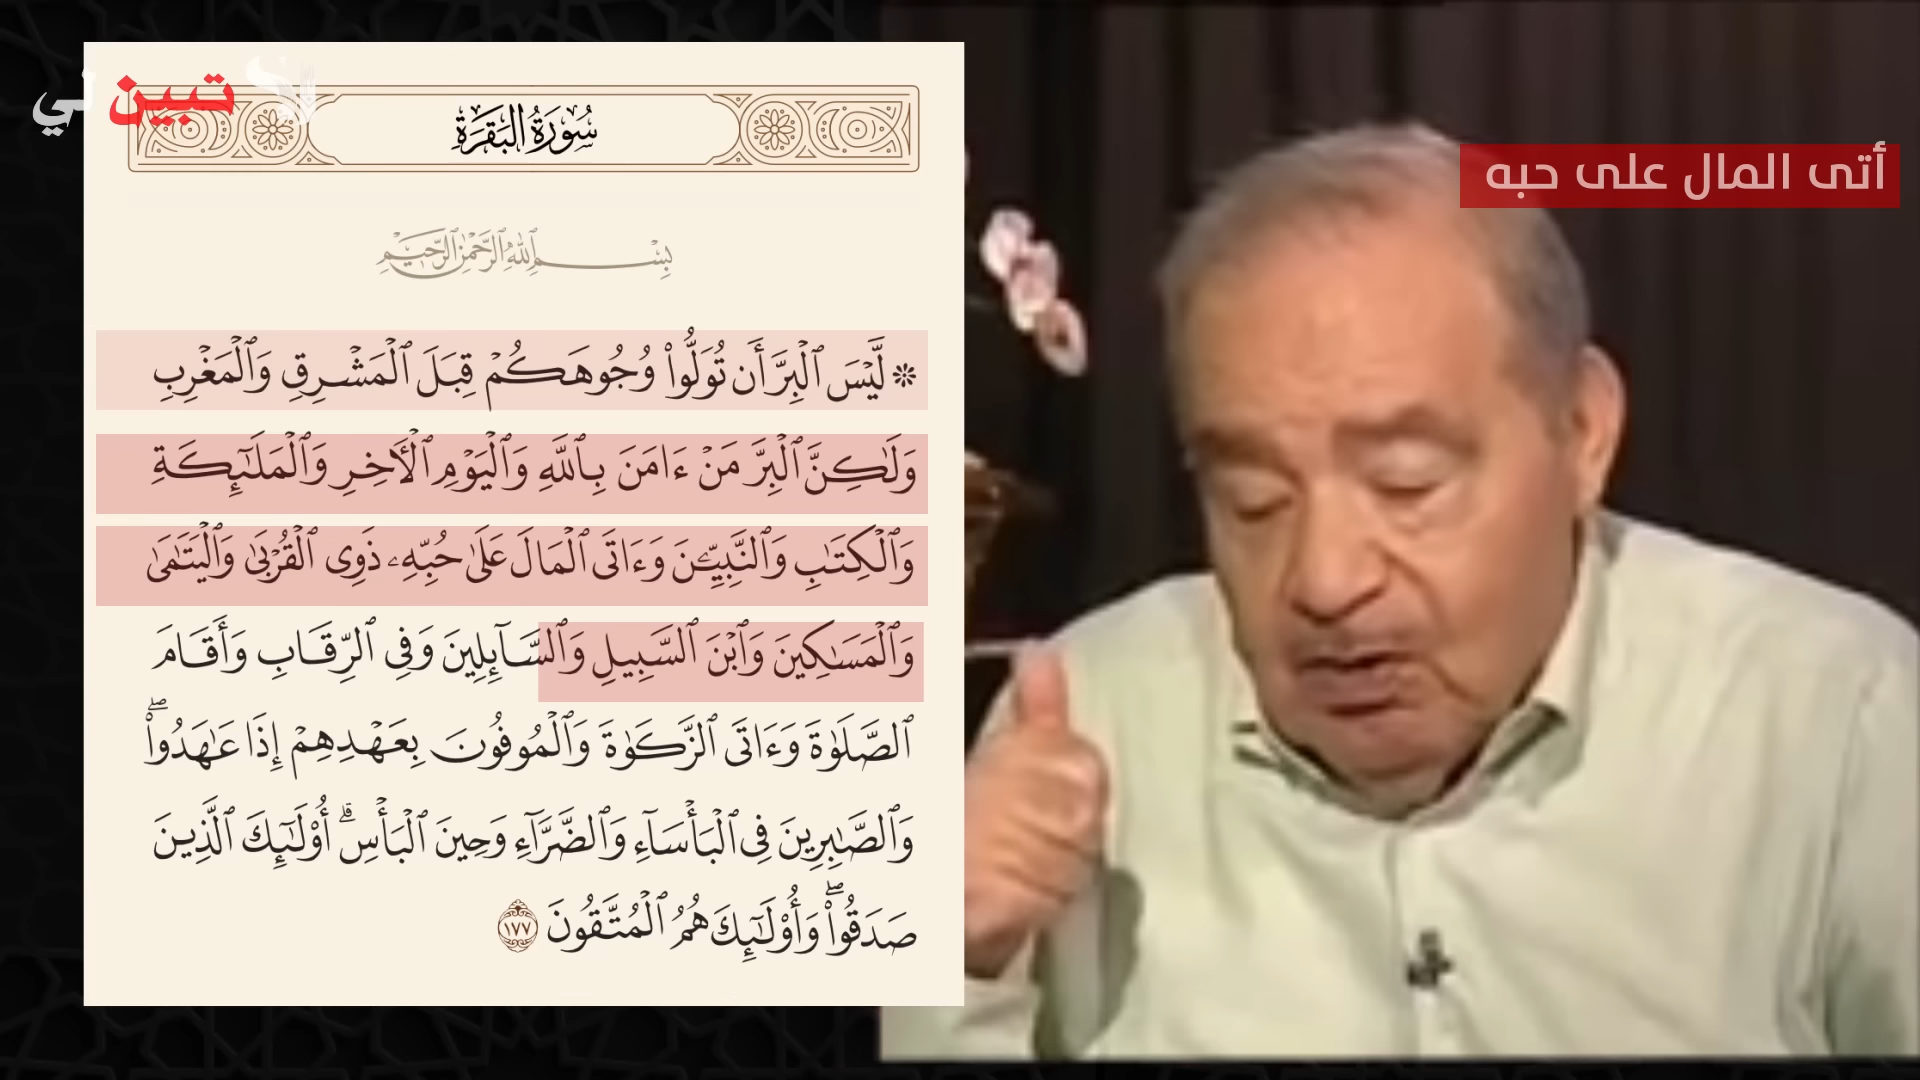 تبين لي
سُورَةُ البَقَرَةِ
أتى المال على حبه
بِسْمِ ٱللَّهِ ٱلرَّحْمَٰنِ ٱلرَّحِيمِ
۞ لَّيْسَ ٱلْبِرَّ أَن تُوَلُّوا۟ وُجُوهَكُمْ قِبَلَ ٱلْمَشْرِقِ وَٱلْمَغْرِبِ
وَلَٰكِنَّ ٱلْبِرَّ مَنْ ءَامَنَ بِٱللَّهِ وَٱلْيَوْمِ ٱلْأَخِرِ وَٱلْمَلَٰٓئِكَةِ
وَٱلْكِتَٰبِ وَٱلنَّبِيِّۦنَ وَءَاتَى ٱلْمَالَ عَلَىٰ حُبِّهِۦ ذَوِى ٱلْقُرْبَىٰ وَٱلْيَتَٰمَىٰ
وَٱلْمَسَٰكِينَ وَٱبْنَ ٱلسَّبِيلِ وَٱلسَّآئِلِينَ وَفِى ٱلرِّقَابِ وَأَقَامَ
ٱلصَّلَوٰةَ وَءَاتَى ٱلزَّكَوٰةَ وَٱلْمُوفُونَ بِعَهْدِهِمْ إِذَا عَٰهَدُوا۟ۖ
وَٱلصَّٰبِرِينَ فِى ٱلْبَأْسَآءِ وَٱلضَّرَّآءِ وَحِينَ ٱلْبَأْسِۗ أُو۟لَٰٓئِكَ ٱلَّذِينَ
صَدَقُوا۟ۖ وَأُو۟لَٰٓئِكَ هُمُ ٱلْمُتَّقُونَ ١٧٧